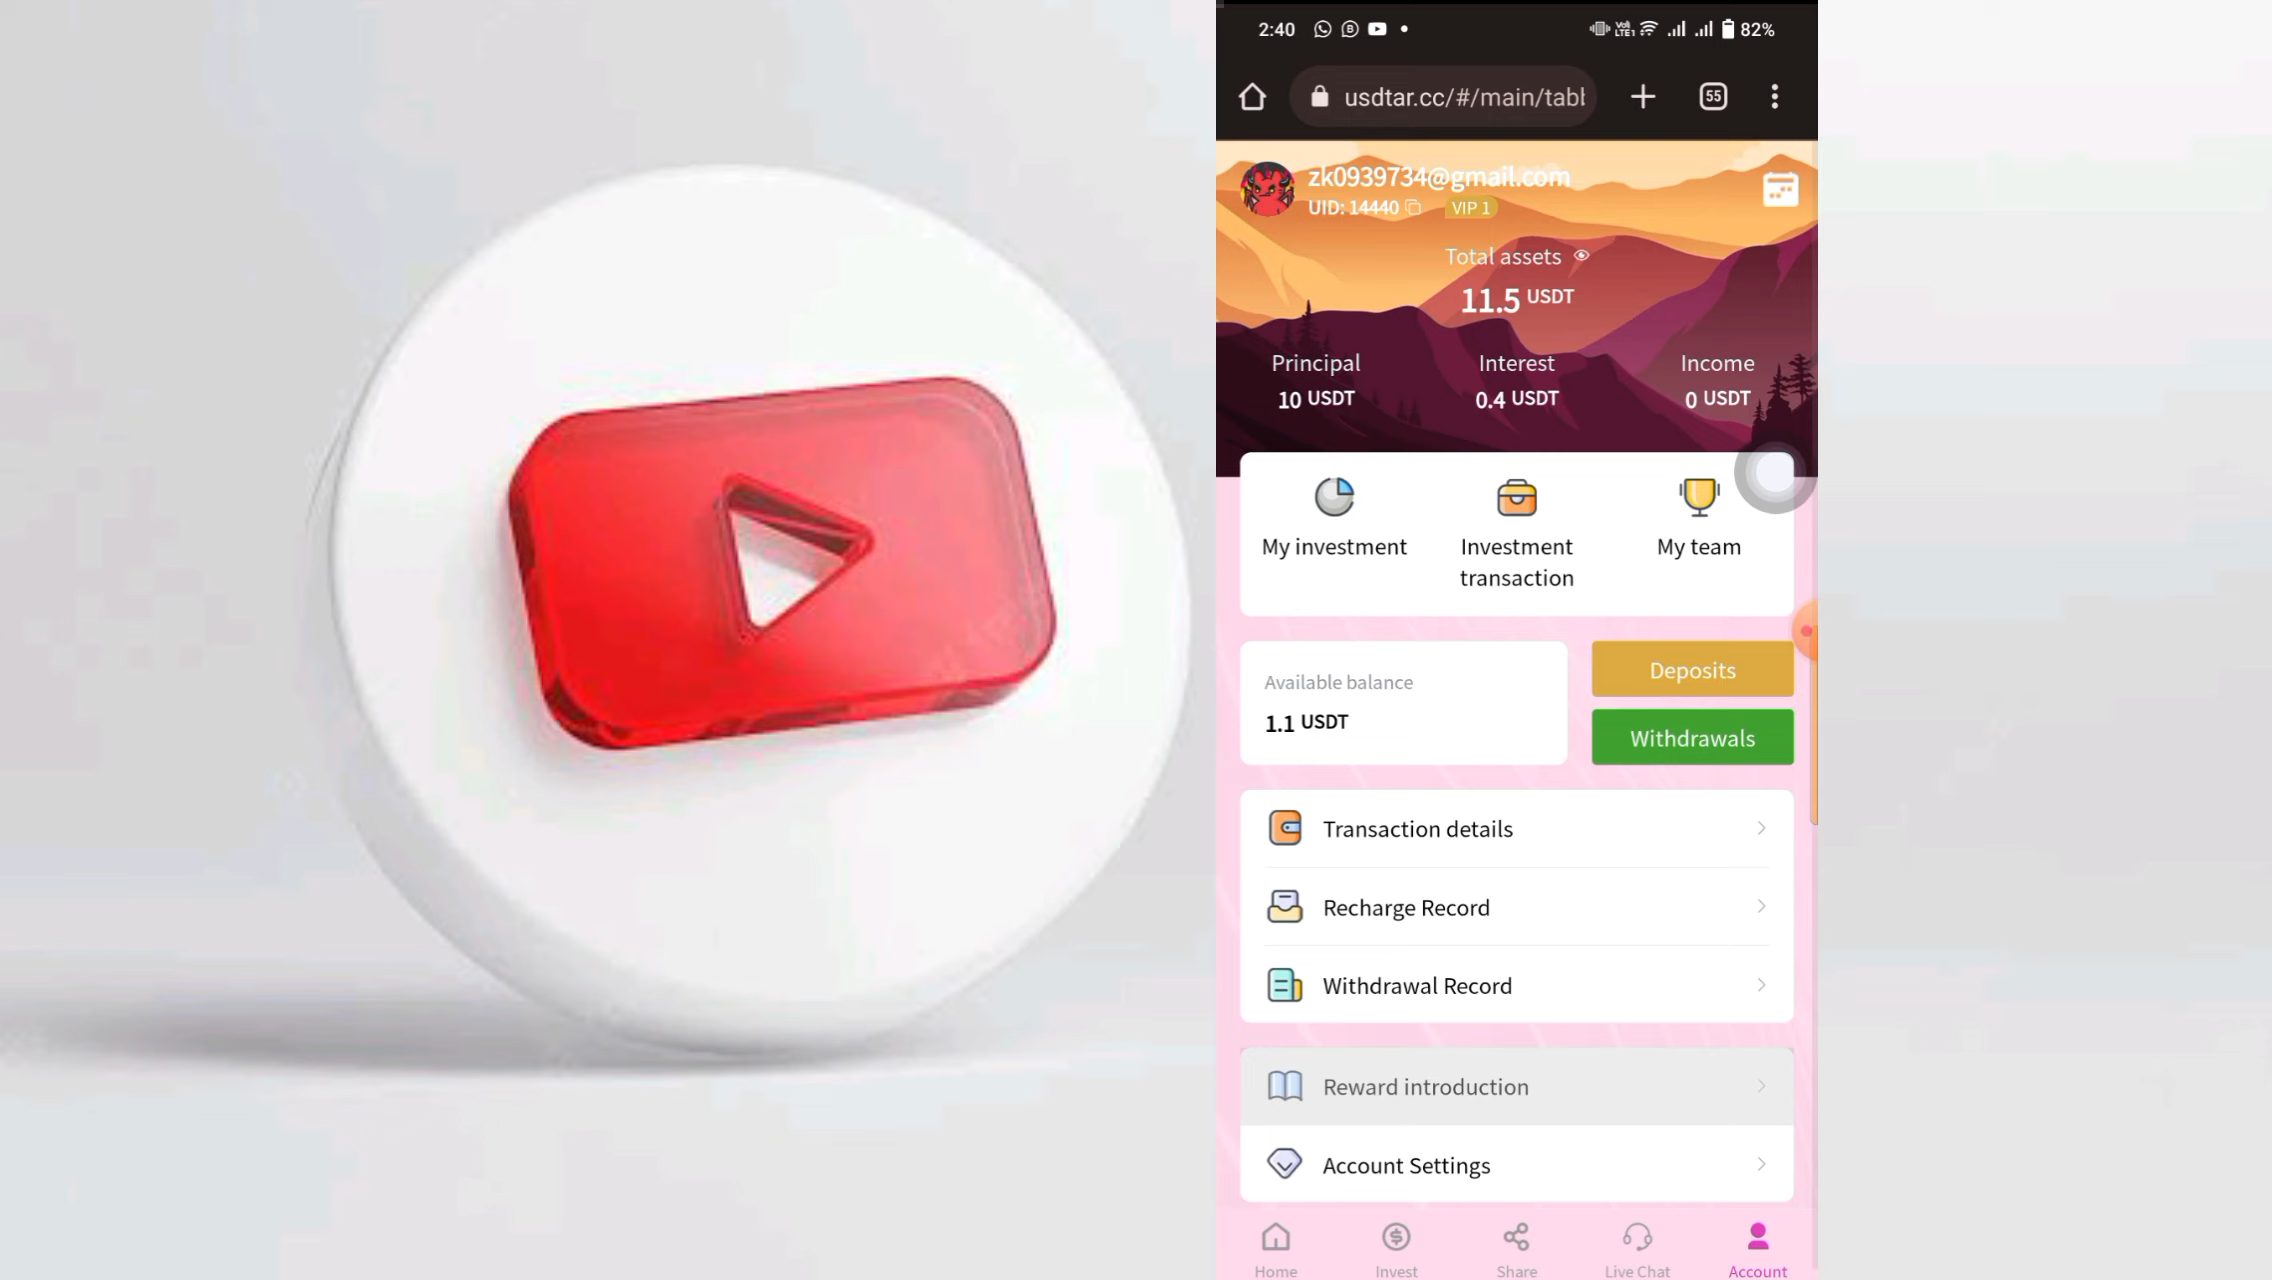 2:40
82%
usdtar.cc/#/main/tabb
55
zk0939734@gmail.com
UID: 14440 VIP 1
Total assets
11.5 USDT
Principal Interest Income
10 USDT 0.4 USDT 0 USDT
My investment Investment My team
transaction
Available balance
1.1 USDT
Deposits
Withdrawals
Transaction details
Recharge Record
Withdrawal Record
Reward introduction
Account Settings
Home Invest Share Live Chat Account